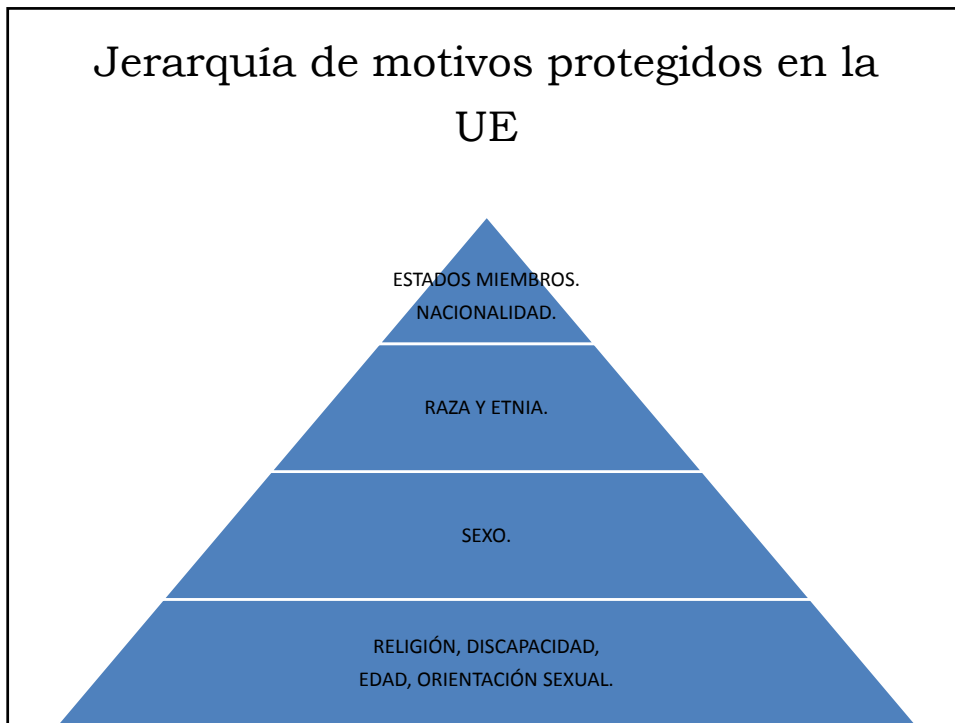 Jerarquía de motivos protegidos en la
UE
ESTADOS MIEMBROS.
NACIONALIDAD.
RAZA Y ETNIA.
SEXO.
RELIGIÓN, DISCAPACIDAD,
EDAD, ORIENTACIÓN SEXUAL.